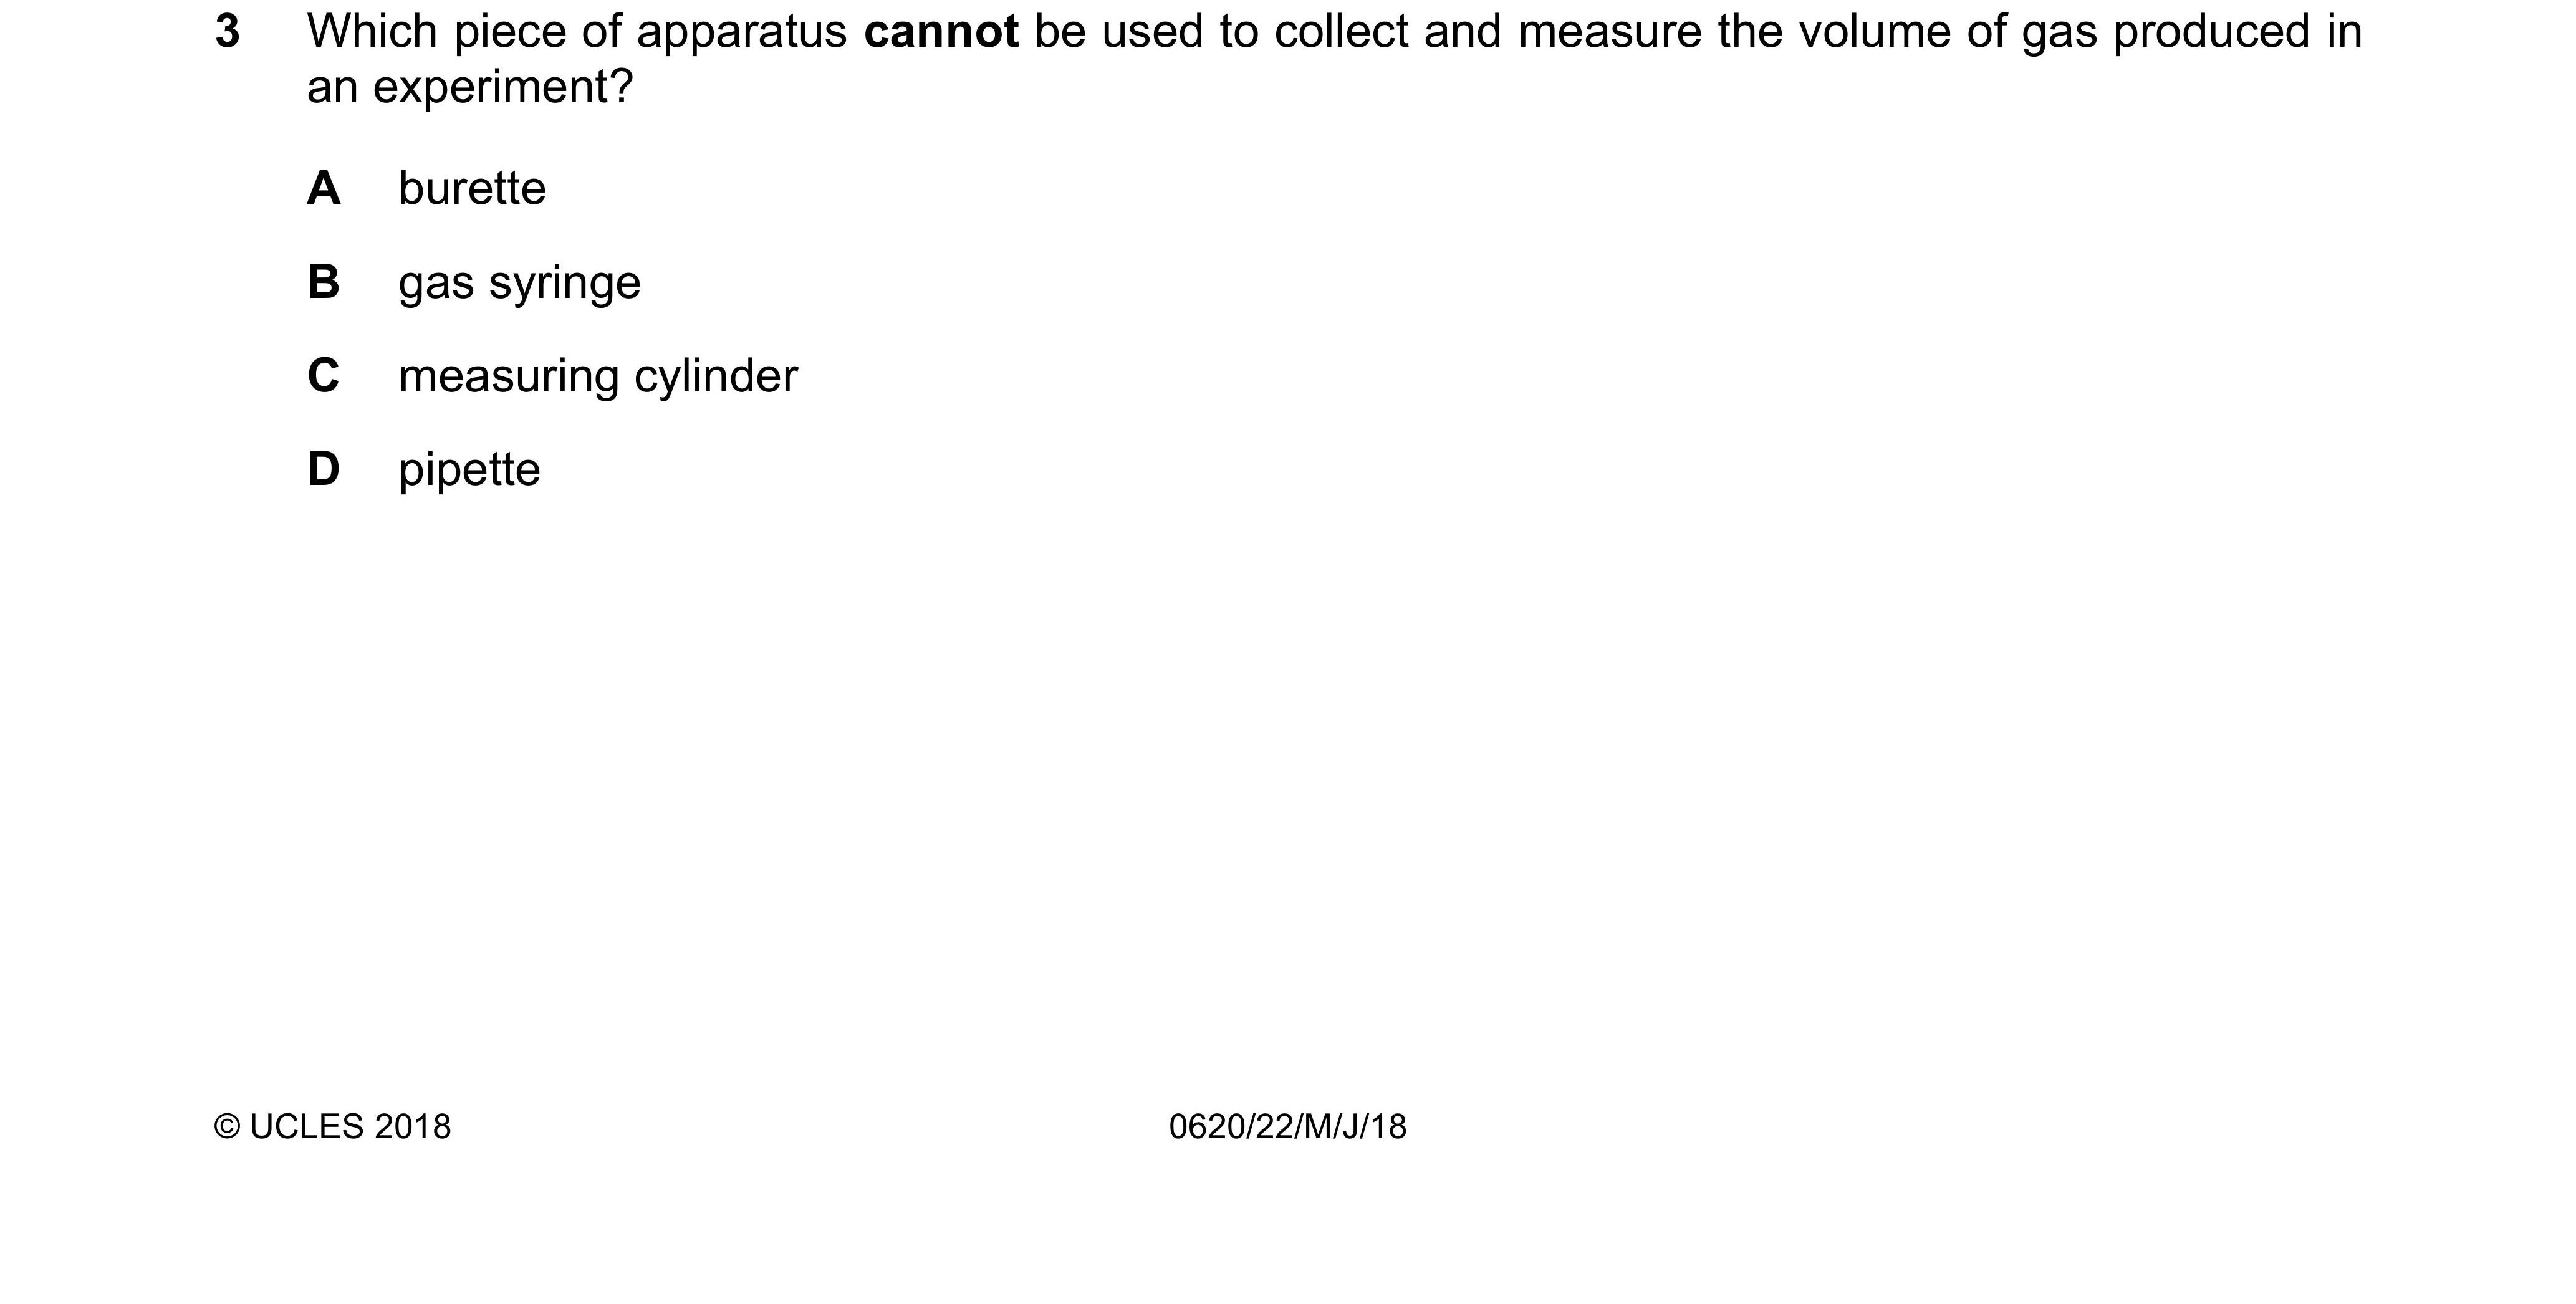 3 Which piece of apparatus cannot be used to collect and measure the volume of gas produced in
an experiment?
A burette
B gas syringe
C measuring cylinder
D pipette
© UCLES 2018 0620/22/M/J/18